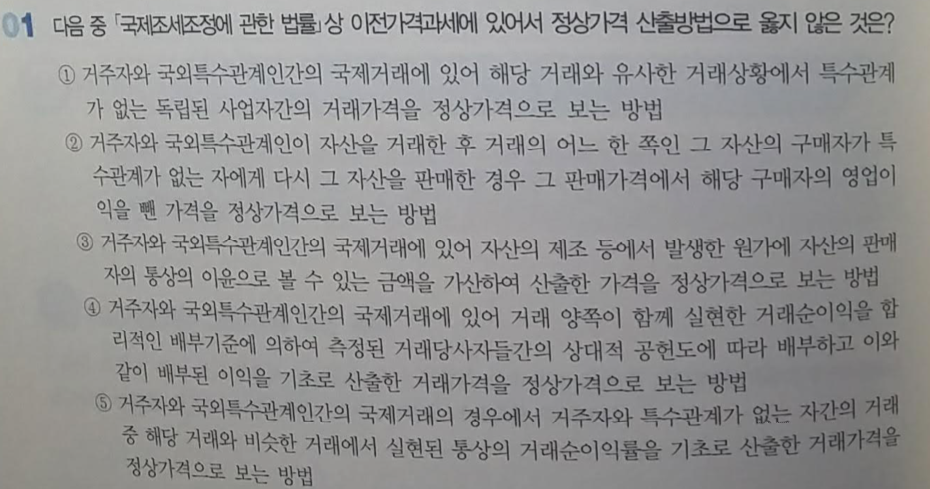 01 다음 중 「국제조세조정에 관한 법률」상 이전가격과세에 있어서 정상가격 산출방법으로 옳지 않은 것은?
① 거주자와 국외특수관계인간의 국제거래에 있어 해당 거래와 유사한 거래상황에서 특수관계
가 없는 독립된 사업자간의 거래가격을 정상가격으로 보는 방법
② 거주자와 국외특수관계인이 자산을 거래한 후 거래의 어느 한 쪽인 그 자산의 구매자가 특
수관계가 없는 자에게 다시 그 자산을 판매한 경우 그 판매가격에서 해당 구매자의 영업이
익을 뺀 가격을 정상가격으로 보는 방법
③ 거주자와 국외특수관계인간의 국제거래에 있어 자산의 제조 등에서 발생한 원가에 자산의 판매
자의 통상의 이윤으로 볼 수 있는 금액을 가산하여 산출한 가격을 정상가격으로 보는 방법
④ 거주자와 국외특수관계인간의 국제거래에 있어 거래 양쪽이 함께 실현한 거래순이익을 합
리적인 배부기준에 의하여 측정된 거래당사자들간의 상대적 공헌도에 따라 배부하고 이와
같이 배부된 이익을 기초로 산출한 거래가격을 정상가격으로 보는 방법
⑤ 거주자와 국외특수관계인간의 국제거래의 경우에서 거주자와 특수관계가 없는 자간의 거래
중 해당 거래와 비슷한 거래에서 실현된 통상의 거래순이익률을 기초로 산출한 거래가격을
정상가격으로 보는 방법